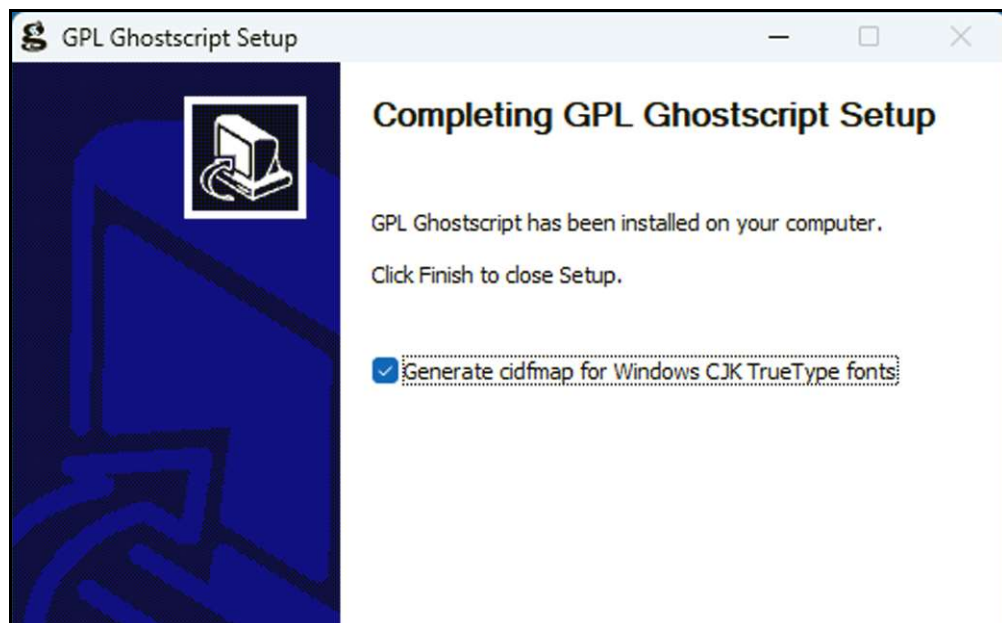 GPL Ghostscript Setup
Completing GPL Ghostscript Setup
GPL Ghostscript has been installed on your computer.
Click Finish to close Setup.
Generate cidfmap for Windows CJK TrueType fonts